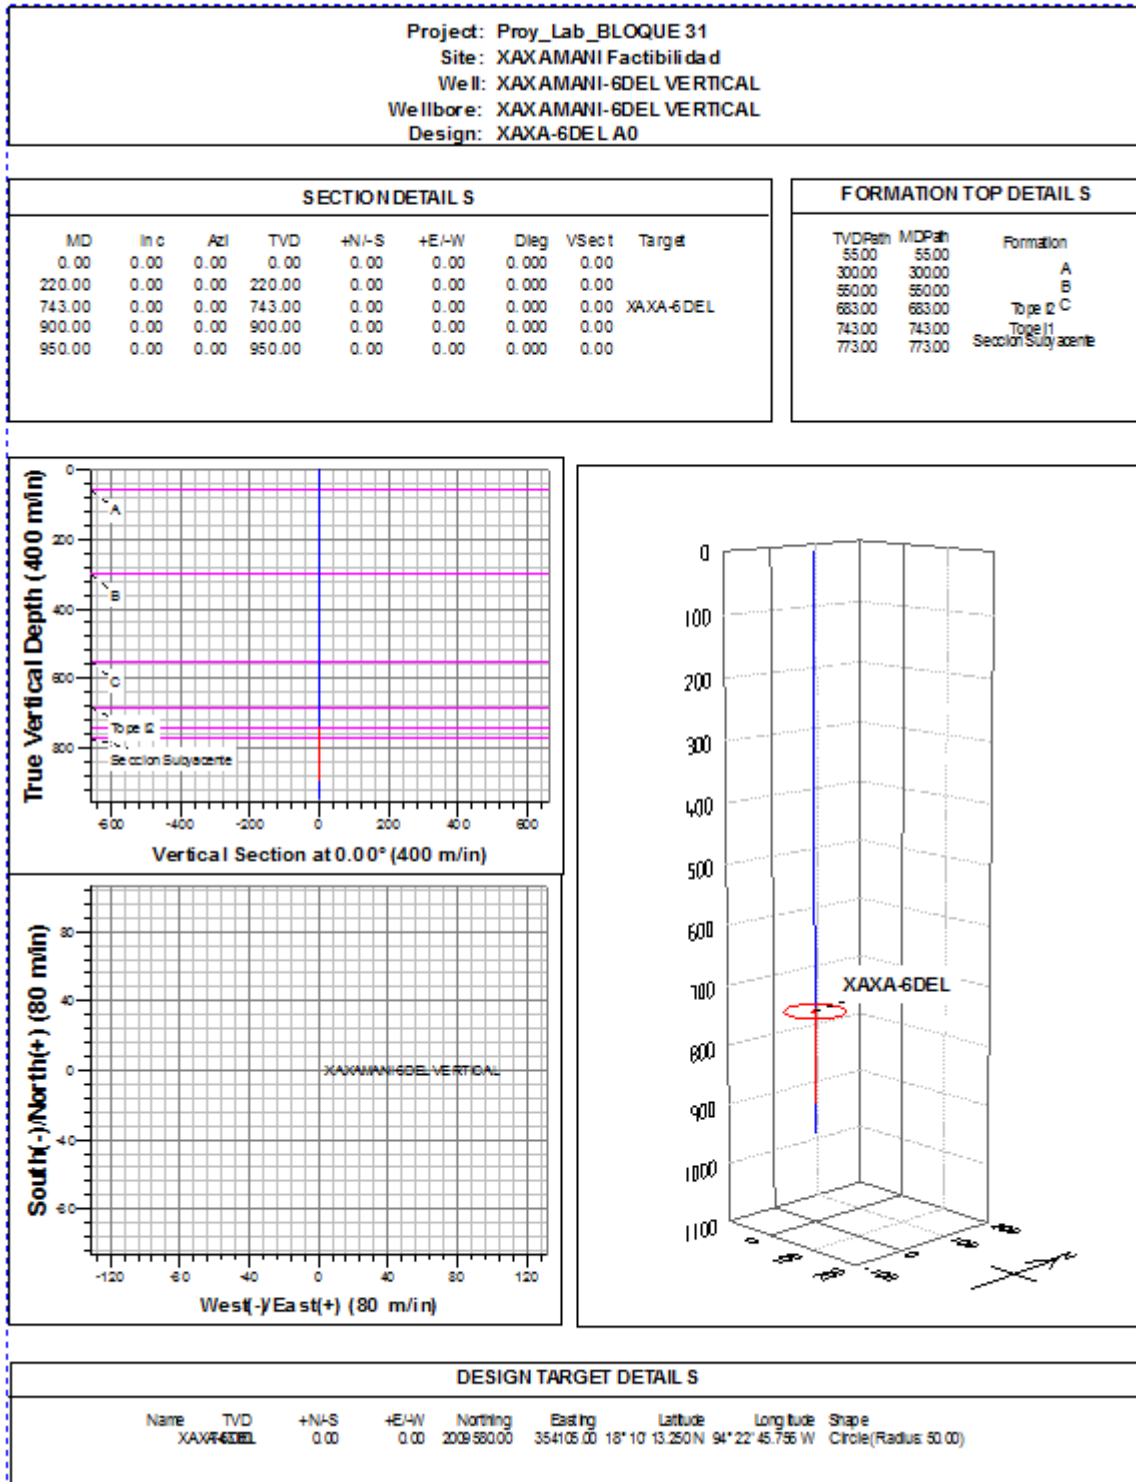 Project: Proy_Lab_BLOQUE 31
Site: XAXAMANI Factibilidad
Well: XAXAMANI-6DEL VERTICAL
Wellbore: XAXAMANI-6DEL VERTICAL
Design: XAXA-6DEL A0
SECTION DETAILS
MD Inc Azi TVD +N/-S +E/-W Dleg VSect Target
0.00 0.00 0.00 0.00 0.00 0.00 0.000 0.00
220.00 0.00 0.00 220.00 0.00 0.00 0.000 0.00
743.00 0.00 0.00 743.00 0.00 0.00 0.000 0.00 XAXA-6DEL
900.00 0.00 0.00 900.00 0.00 0.00 0.000 0.00
950.00 0.00 0.00 950.00 0.00 0.00 0.000 0.00
FORMATION TOP DETAILS
TVDPath MDPath Formation
55.00 55.00 A
300.00 300.00 B
550.00 550.00 C
683.00 683.00 Tope I2
743.00 743.00 Tope I1
773.00 773.00 Seccion Subyacente
True Vertical Depth (400 m/in)
0
200
400
600
800
A
B
C
Tope I2
Seccion Subyacente
-600 -400 -200 0 200 400 600
Vertical Section at 0.00° (400 m/in)
South(-)/North(+) (80 m/in)
80
40
0
-40
-80
XAXAMANI-6DEL VERTICAL
-120 -80 -40 0 40 80 120
West(-)/East(+) (80 m/in)
0
100
200
300
400
500
600
700
800
900
1000
1100
XAXA-6DEL
0
0
DESIGN TARGET DETAILS
Name TVD +N/-S +E/-W Northing Easting Latitude Longitude Shape
0.00 0.00 2009580.00 354105.00 18° 10' 13.250 N 94° 22' 45.756 W Circle (Radius: 50.00)